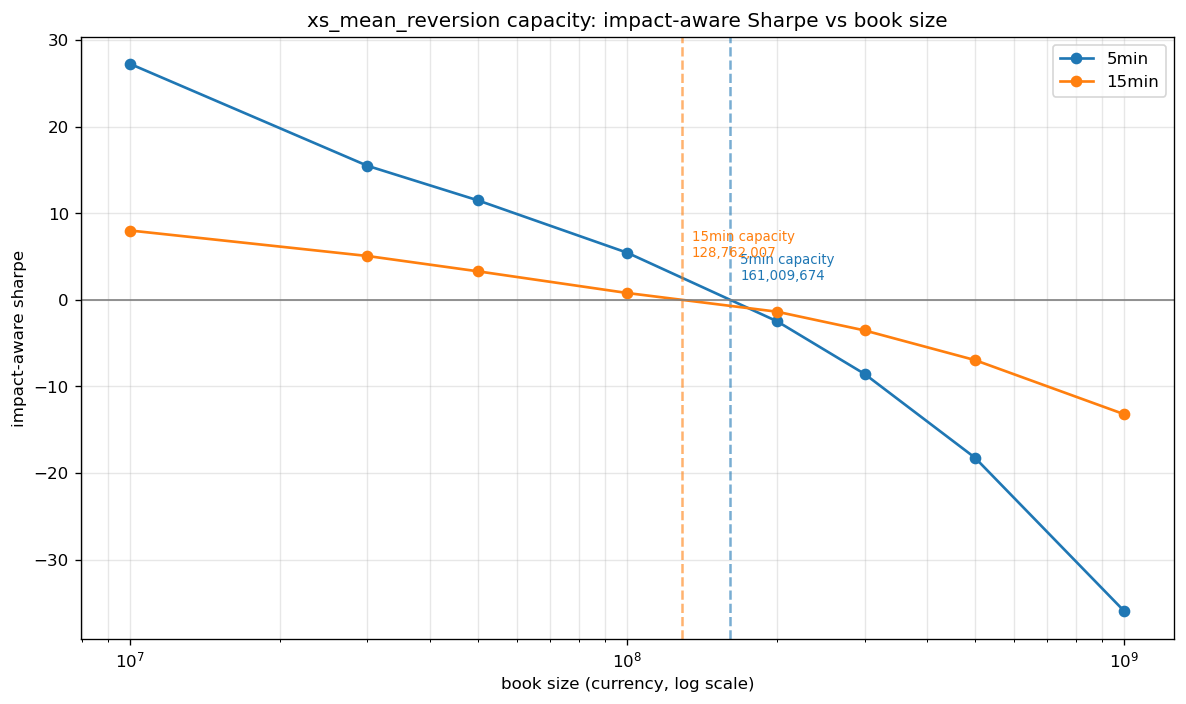 xs_mean_reversion capacity: impact-aware Sharpe vs book size
5min
15min
30
20
10
0
−10
−20
−30
impact-aware sharpe
15min capacity
128,762,007
5min capacity
161,009,674
10⁷
10⁸
10⁹
book size (currency, log scale)